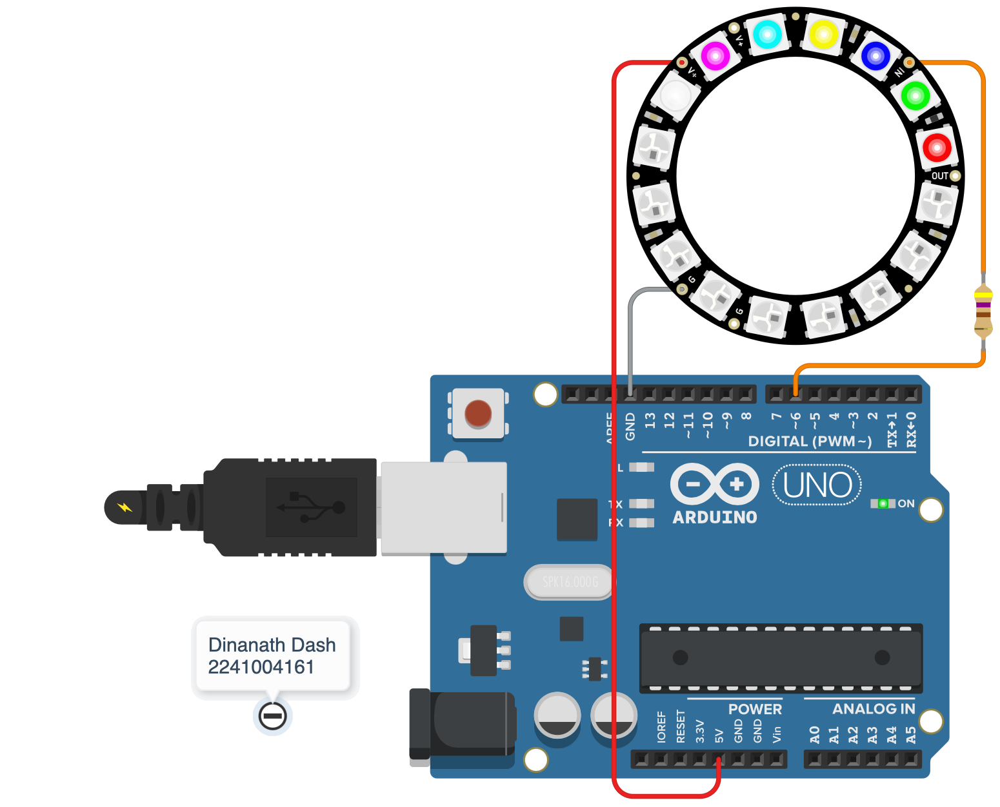 V+
V+
IN
OUT
G
G
AREF
GND
13
12
~11
~10
~9
8
7
~6
~5
4
~3
2
TX→1
RX←0
DIGITAL (PWM~)
L
TX
RX
ARDUINO
UNO
ON
SPK16.000G
Dinanath Dash
2241004161
POWER
ANALOG IN
IOREF
RESET
3.3V
5V
GND
GND
Vin
A0
A1
A2
A3
A4
A5